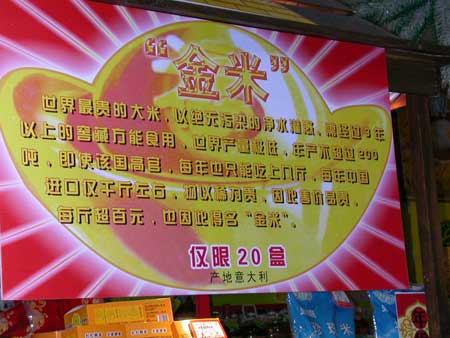 “金米”
世界最贵的大米，以绝无污染的净水灌溉，需经过9年
以上的窖藏方能食用，世界产量极低，年产不超过200
吨，即使该国高官，每年也只能吃上几斤，每年中国
进口仅千斤左右，物以稀为贵，因此售价昂贵，
每斤超百元，也因此得名“金米”。
仅限20盒
产地意大利